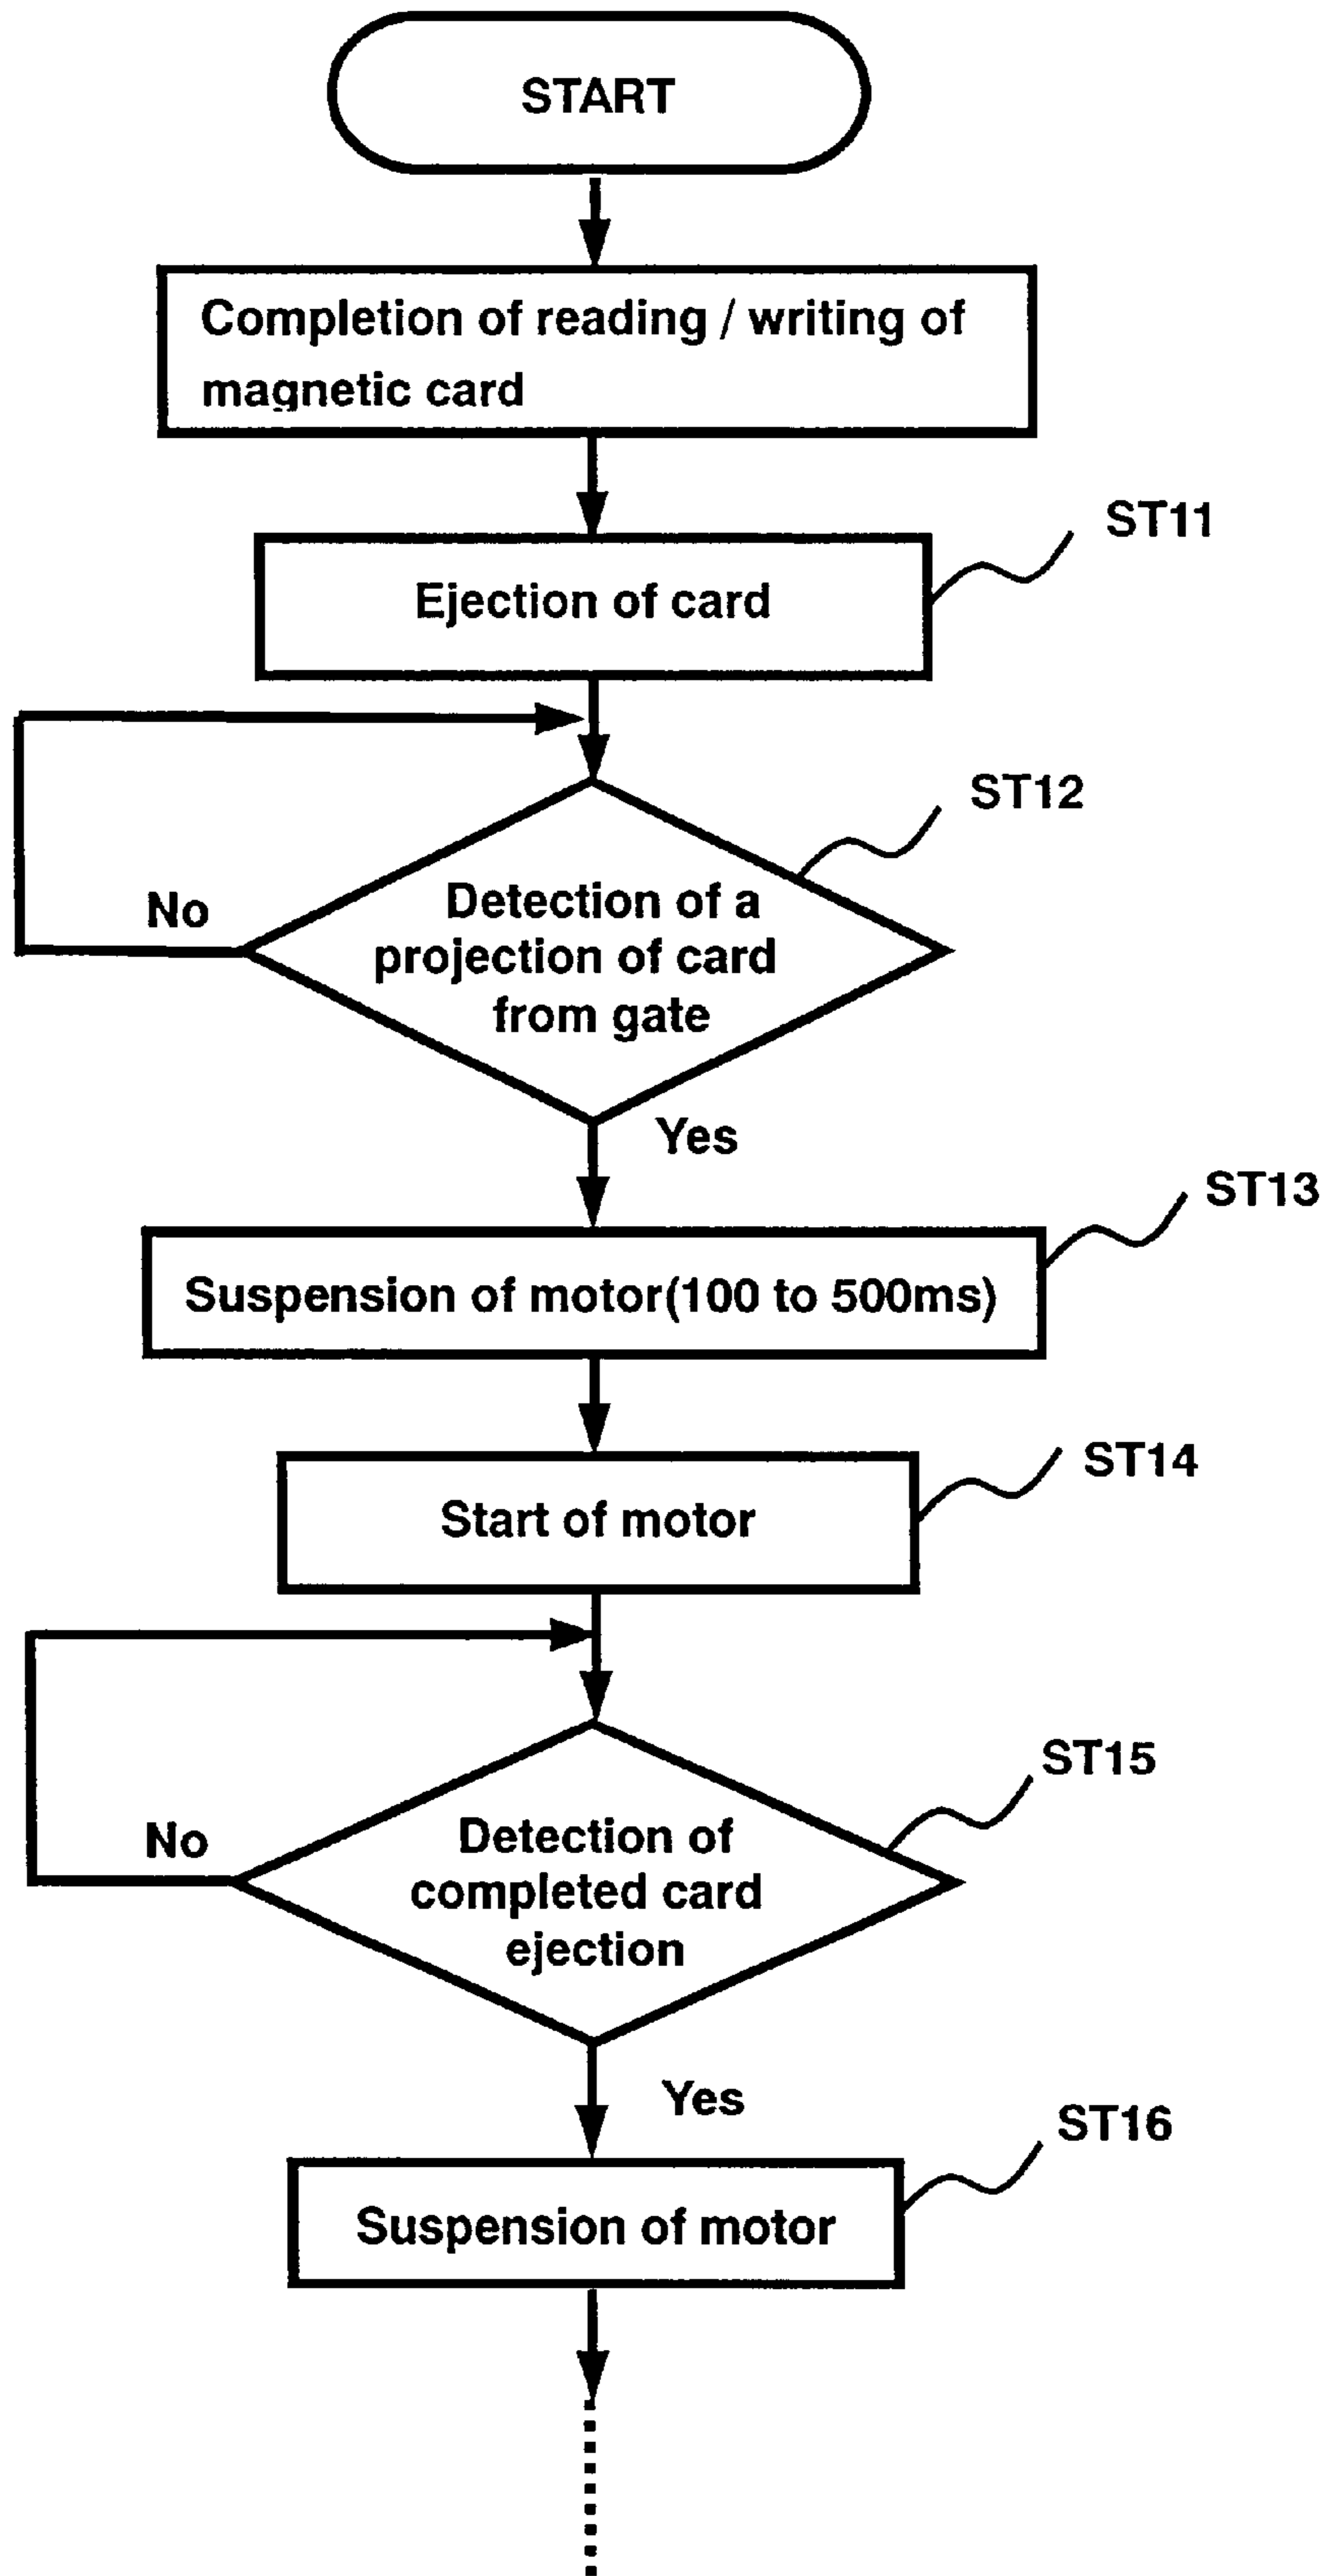 START
Completion of reading / writing of
magnetic card
ST11
Ejection of card
ST12
No
Detection of a
projection of card
from gate
Yes
ST13
Suspension of motor(100 to 500ms)
ST14
Start of motor
ST15
No
Detection of
completed card
ejection
Yes
ST16
Suspension of motor